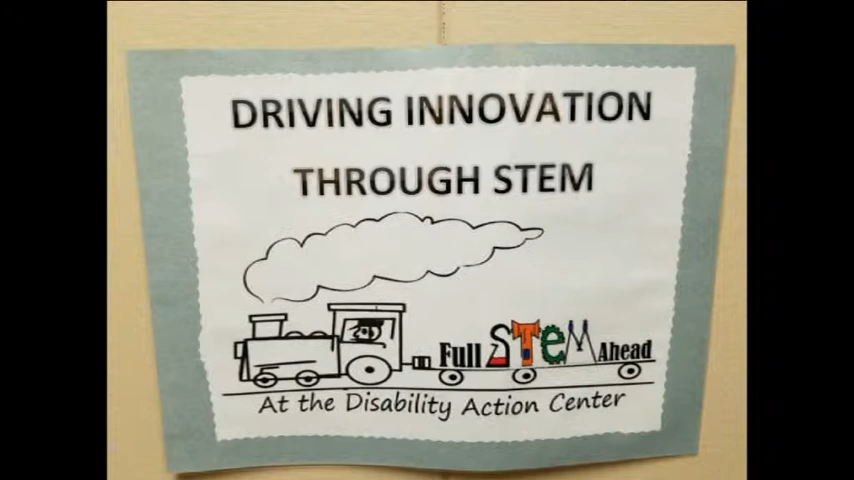 DRIVING INNOVATION
THROUGH STEM
Full STeM Ahead
At the Disability Action Center